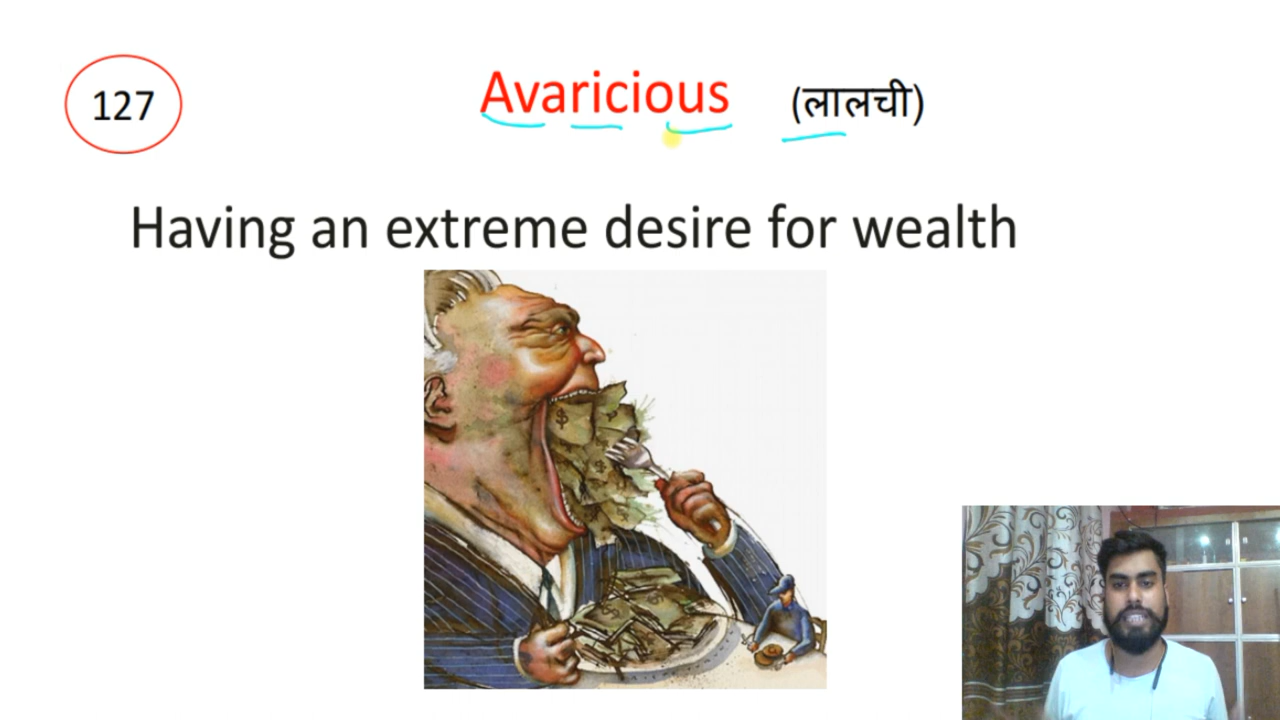 127
Avaricious (लालची)
Having an extreme desire for wealth